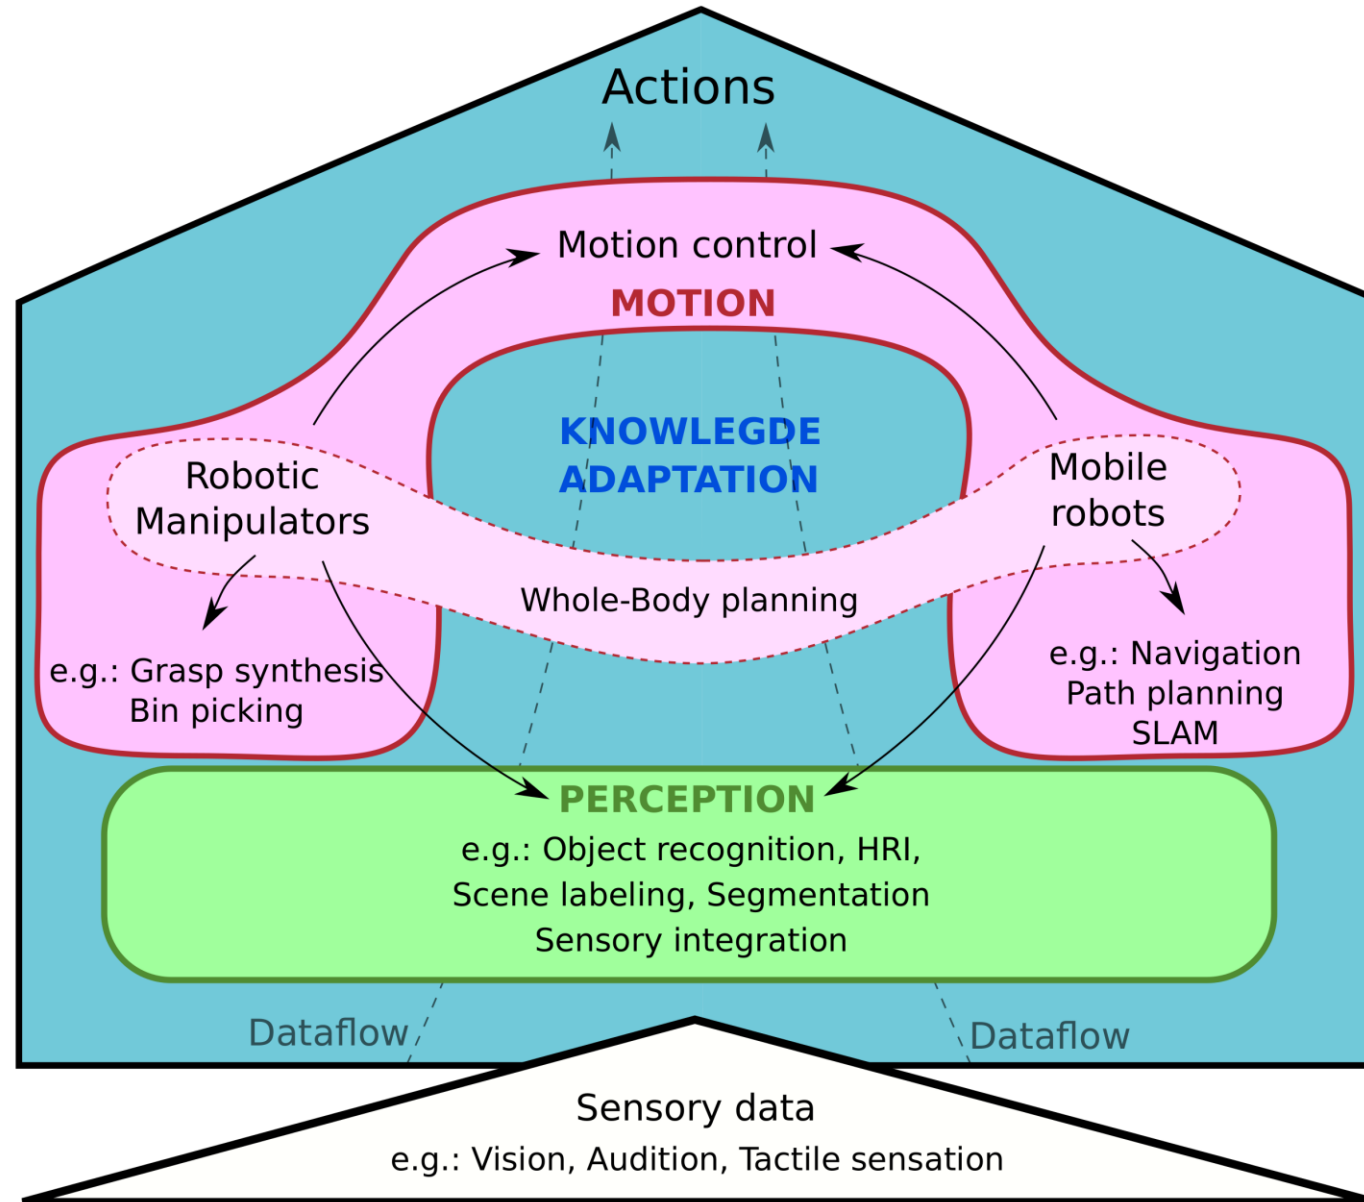 Actions
Motion control
MOTION
KNOWLEGDE
ADAPTATION
Robotic
Manipulators
Mobile
robots
Whole-Body planning
e.g.: Grasp synthesis
Bin picking
e.g.: Navigation
Path planning
SLAM
PERCEPTION
e.g.: Object recognition, HRI,
Scene labeling, Segmentation
Sensory integration
Dataflow
Dataflow
Sensory data
e.g.: Vision, Audition, Tactile sensation